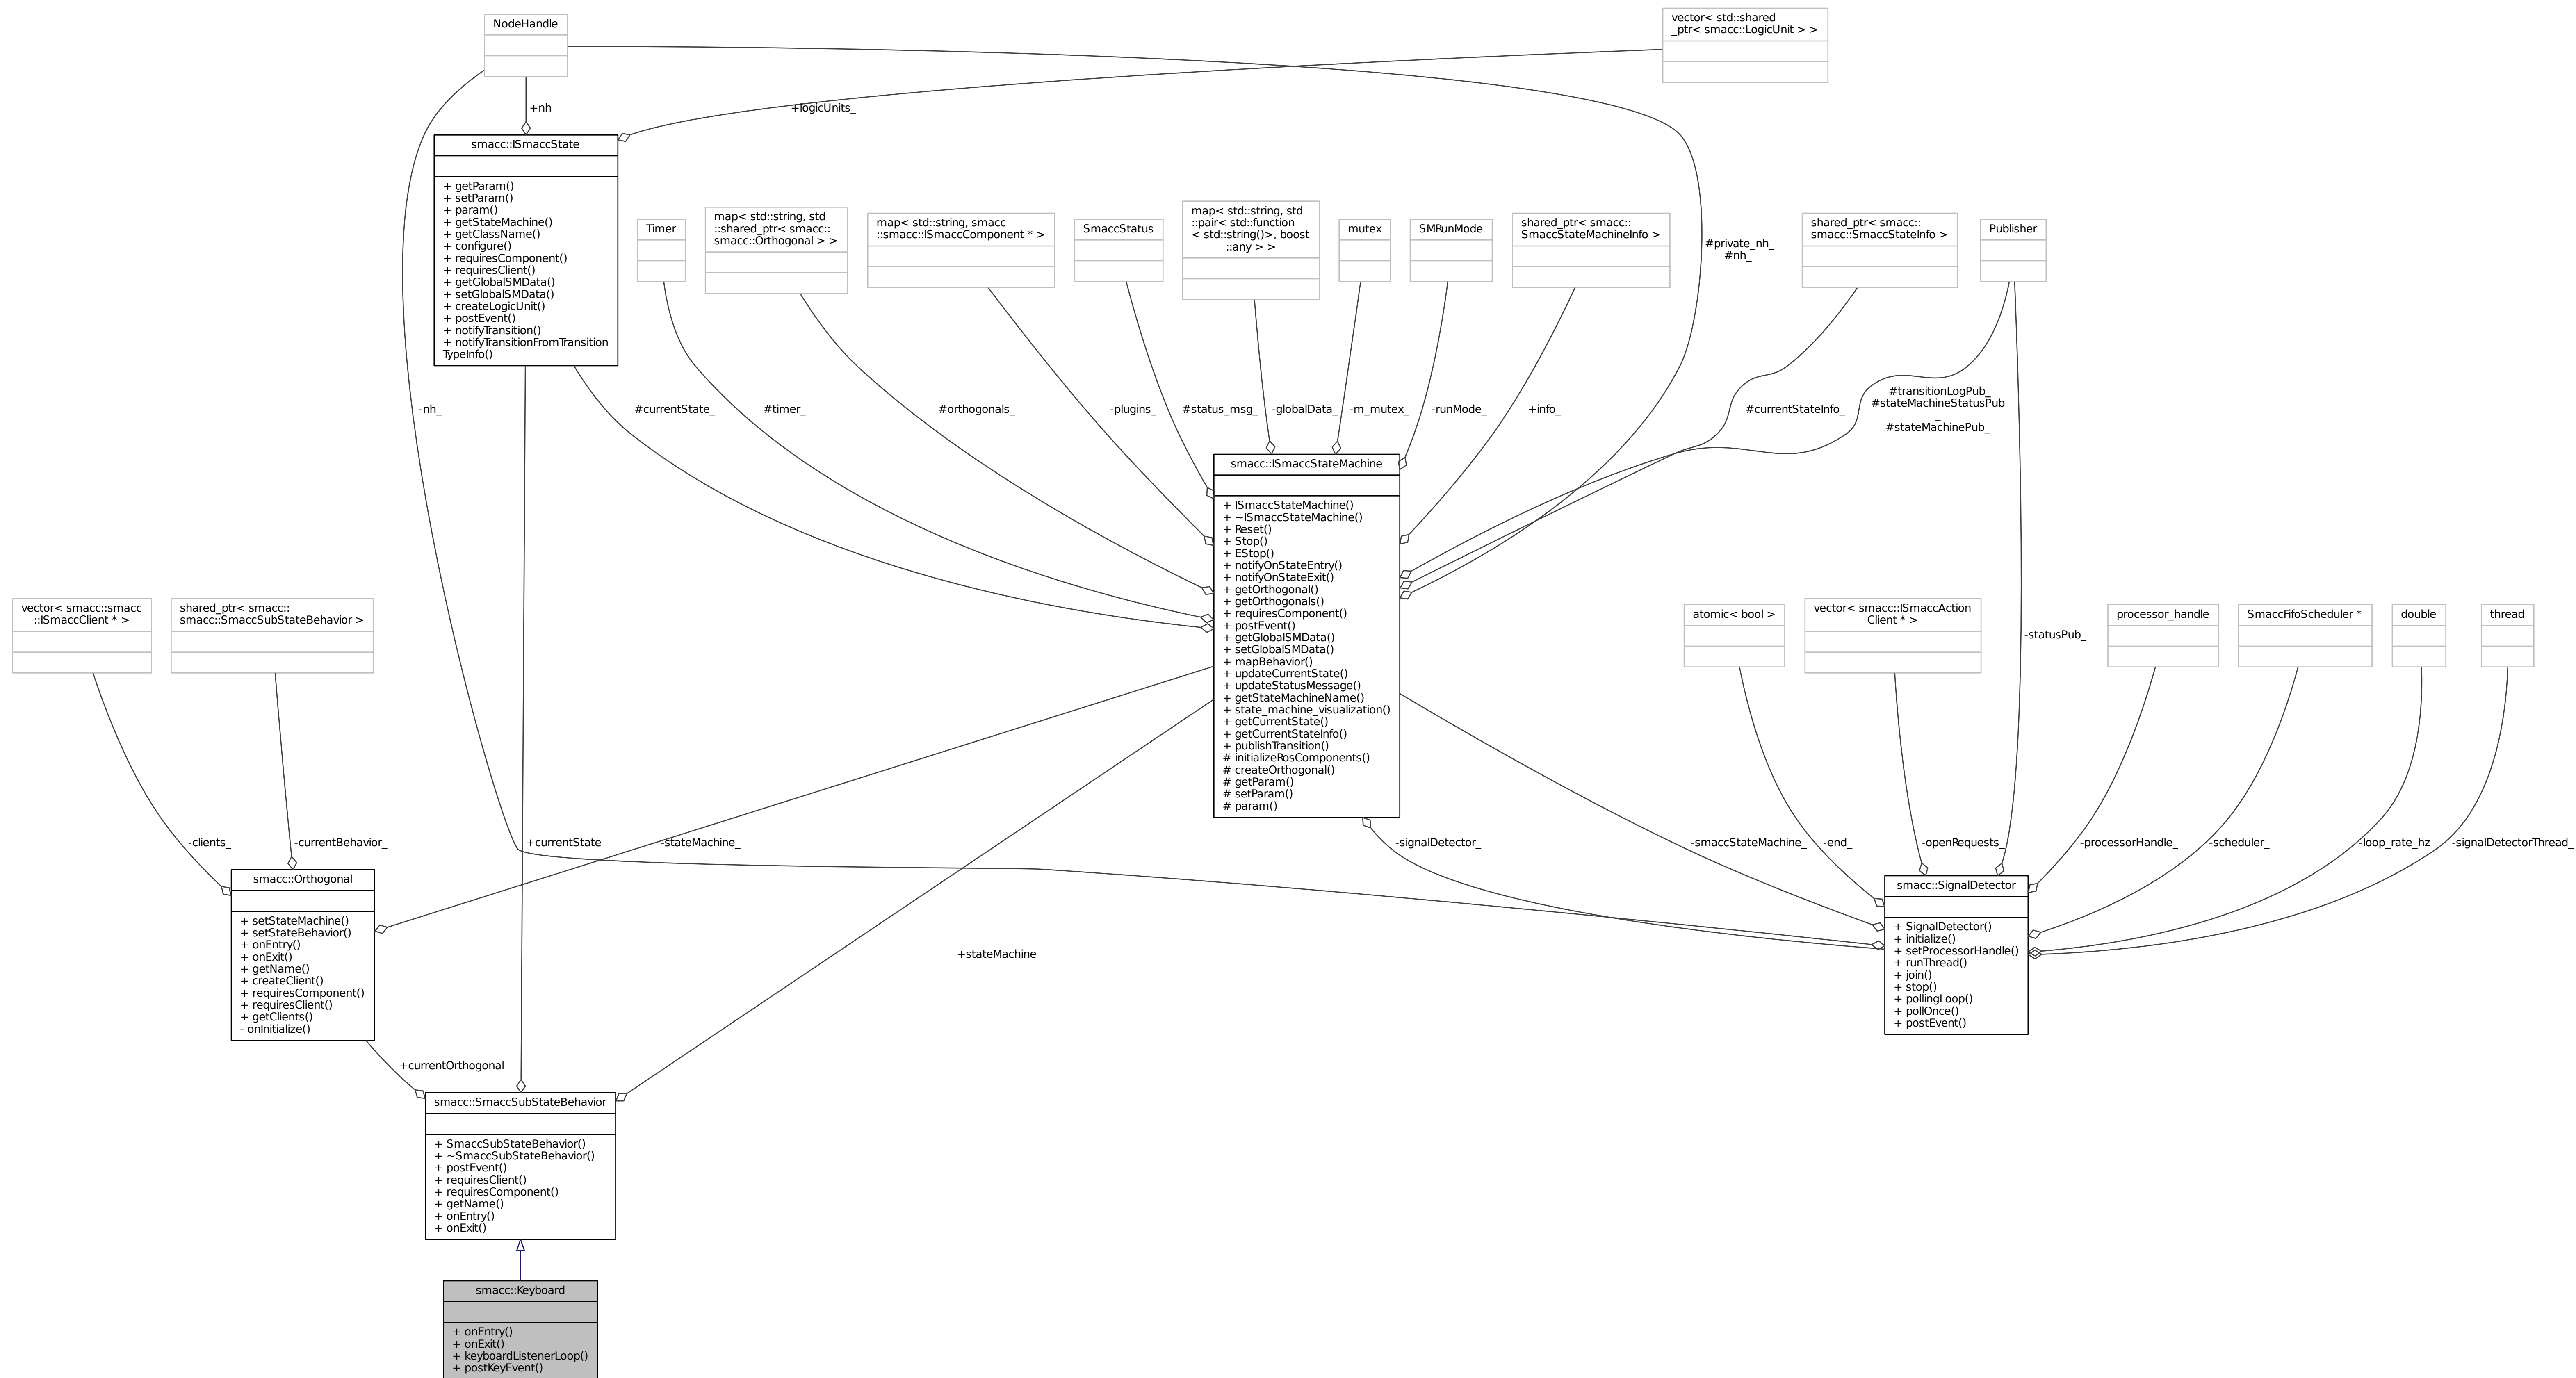 NodeHandle
vector< std::shared
_ptr< smacc::LogicUnit > >
+nh
+logicUnits_
smacc::ISmaccState
+ getParam()
+ setParam()
+ param()
+ getStateMachine()
+ getClassName()
+ configure()
+ requiresComponent()
+ requiresClient()
+ getGlobalSMData()
+ setGlobalSMData()
+ createLogicUnit()
+ postEvent()
+ notifyTransition()
+ notifyTransitionFromTransition
TypeInfo()
Timer
map< std::string, std
::shared_ptr< smacc::
smacc::Orthogonal > >
map< std::string, smacc
::smacc::ISmaccComponent * >
SmaccStatus
map< std::string, std
::pair< std::function
< std::string()>, boost
::any > >
mutex
SMRunMode
shared_ptr< smacc::
SmaccStateMachineInfo >
#private_nh_
#nh_
shared_ptr< smacc::
smacc::SmaccStateInfo >
Publisher
-nh_
#currentState_
#timer_
#orthogonals_
-plugins_
#status_msg_
-globalData_
-m_mutex_
-runMode_
+info_
#currentStateInfo_
#transitionLogPub_
#stateMachineStatusPub
_
#stateMachinePub_
smacc::ISmaccStateMachine
+ ISmaccStateMachine()
+ ~ISmaccStateMachine()
+ Reset()
+ Stop()
+ EStop()
+ notifyOnStateEntry()
+ notifyOnStateExit()
+ getOrthogonal()
+ getOrthogonals()
+ requiresComponent()
+ postEvent()
+ getGlobalSMData()
+ setGlobalSMData()
+ mapBehavior()
+ updateCurrentState()
+ updateStatusMessage()
+ getStateMachineName()
+ state_machine_visualization()
+ getCurrentState()
+ getCurrentStateInfo()
+ publishTransition()
# initializeRosComponents()
# createOrthogonal()
# getParam()
# setParam()
# param()
vector< smacc::smacc
::ISmaccClient * >
shared_ptr< smacc::
smacc::SmaccSubStateBehavior >
atomic< bool >
vector< smacc::ISmaccAction
Client * >
-statusPub_
processor_handle
SmaccFifoScheduler *
double
thread
-clients_
-currentBehavior_
+currentState
-stateMachine_
-signalDetector_
-smaccStateMachine_
-end_
-openRequests_
-processorHandle_
-scheduler_
-loop_rate_hz
-signalDetectorThread_
smacc::Orthogonal
+ setStateMachine()
+ setStateBehavior()
+ onEntry()
+ onExit()
+ getName()
+ createClient()
+ requiresComponent()
+ requiresClient()
+ getClients()
- onInitialize()
+stateMachine
smacc::SignalDetector
+ SignalDetector()
+ initialize()
+ setProcessorHandle()
+ runThread()
+ join()
+ stop()
+ pollingLoop()
+ pollOnce()
+ postEvent()
+currentOrthogonal
smacc::SmaccSubStateBehavior
+ SmaccSubStateBehavior()
+ ~SmaccSubStateBehavior()
+ postEvent()
+ requiresClient()
+ requiresComponent()
+ getName()
+ onEntry()
+ onExit()
smacc::Keyboard
+ onEntry()
+ onExit()
+ keyboardListenerLoop()
+ postKeyEvent()